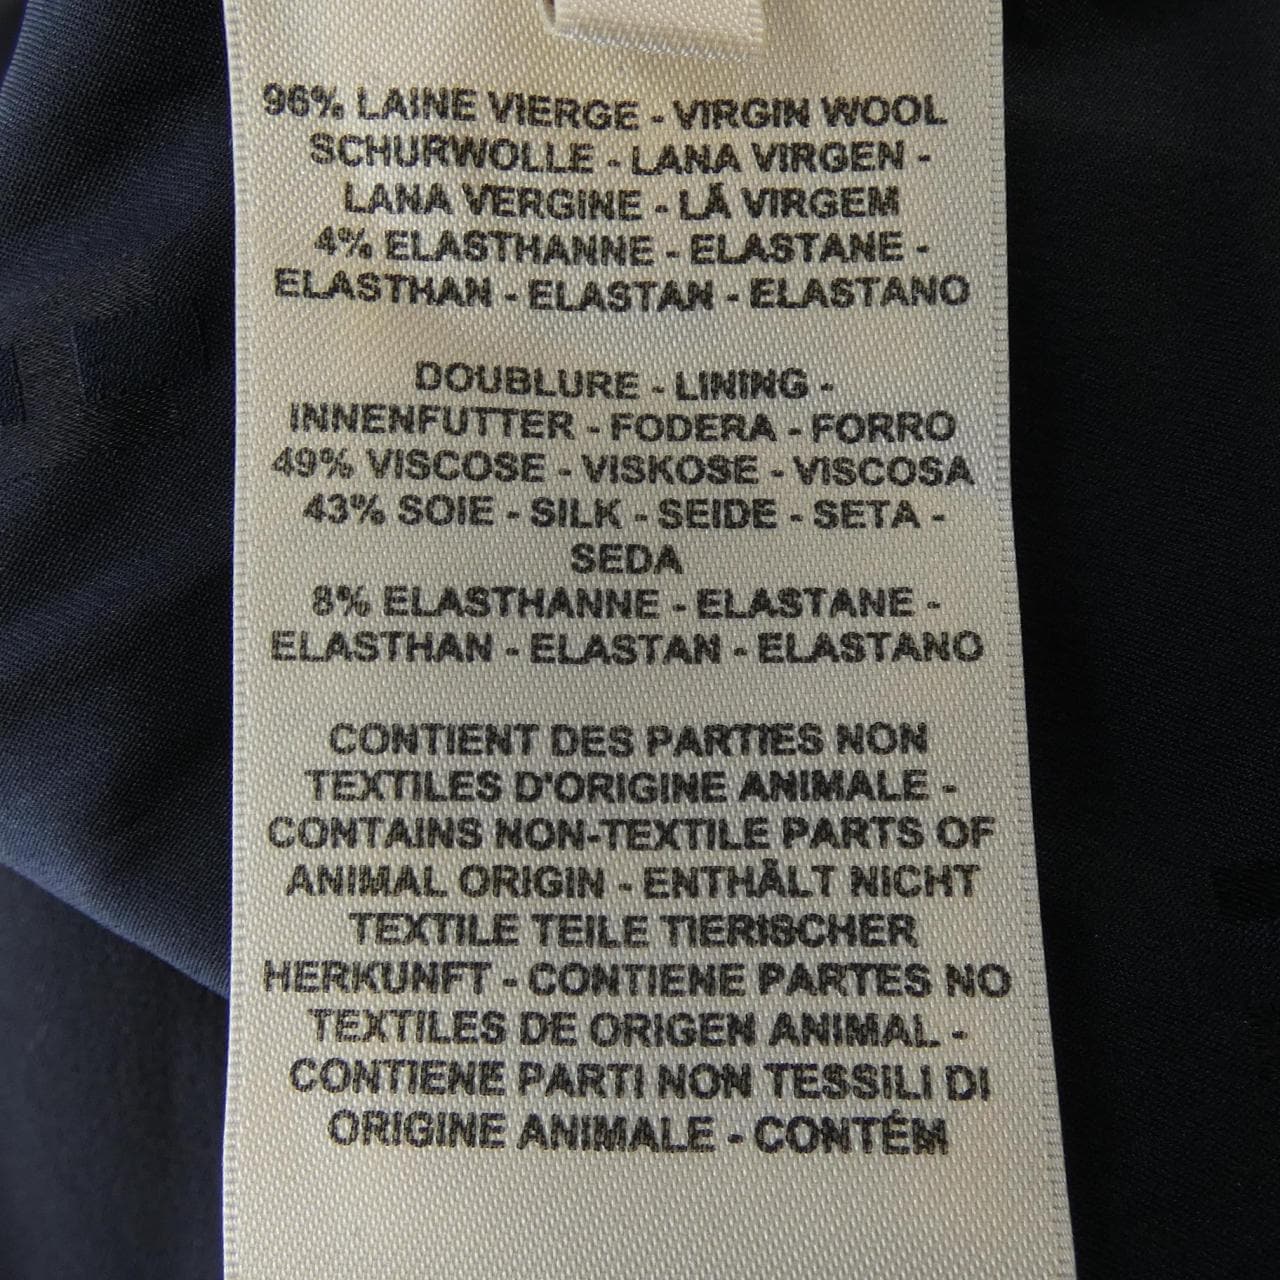 96% LAINE VIERGE - VIRGIN WOOL
SCHURWOLLE - LANA VIRGEN -
LANA VERGINE - LÃ VIRGEM
4% ELASTHANNE - ELASTANE -
ELASTHAN - ELASTAN - ELASTANO
DOUBLURE - LINING -
INNENFUTTER - FODERA - FORRO
49% VISCOSE - VISKOSE - VISCOSA
43% SOIE - SILK - SEIDE - SETA -
SEDA
8% ELASTHANNE - ELASTANE -
ELASTHAN - ELASTAN - ELASTANO
CONTIENT DES PARTIES NON
TEXTILES D'ORIGINE ANIMALE -
CONTAINS NON-TEXTILE PARTS OF
ANIMAL ORIGIN - ENTHÄLT NICHT
TEXTILE TEILE TIERISCHER
HERKUNFT - CONTIENE PARTES NO
TEXTILES DE ORIGEN ANIMAL -
CONTIENE PARTI NON TESSILI DI
ORIGINE ANIMALE - CONTÉM